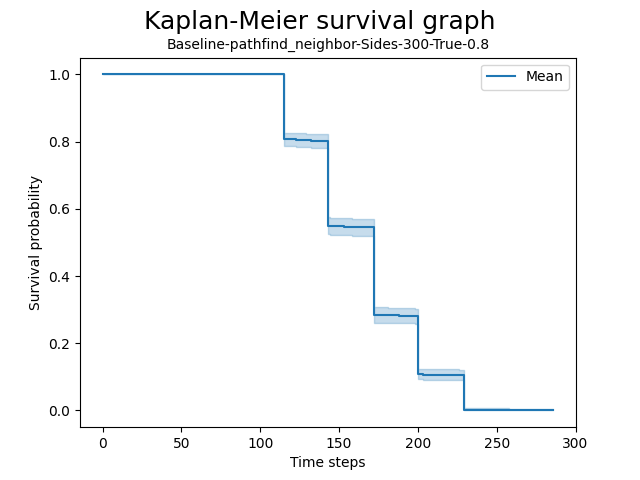 Kaplan-Meier survival graph
Baseline-pathfind_neighbor-Sides-300-True-0.8
Mean
Survival probability
1.0
0.8
0.6
0.4
0.2
0.0
0 50 100 150 200 250 300
Time steps